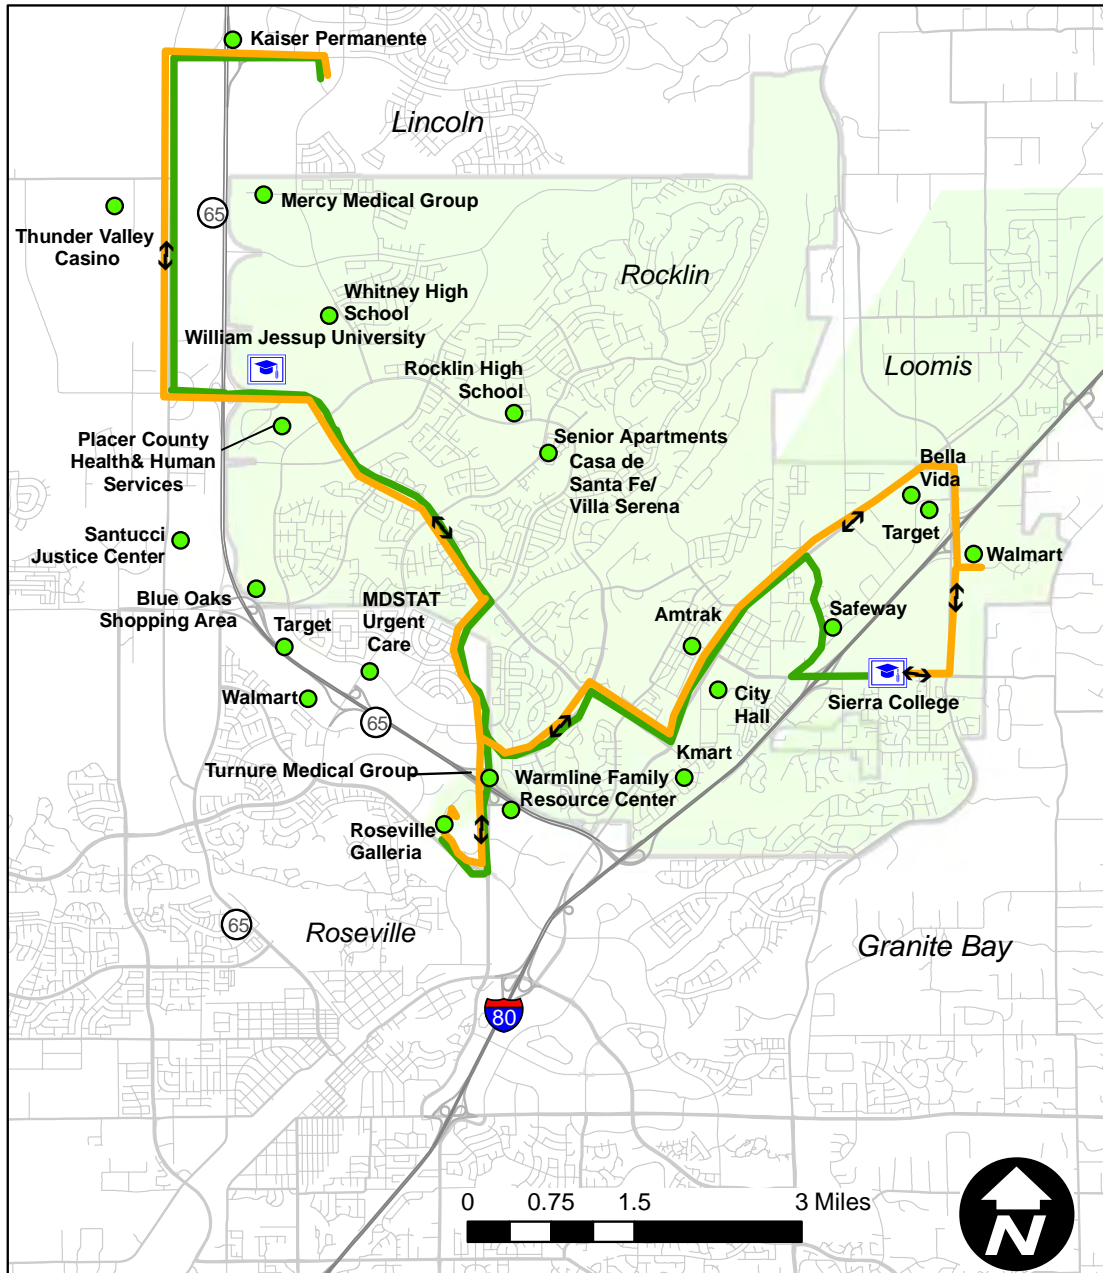 Kaiser Permanente
Lincoln
Mercy Medical Group
65
Thunder Valley
Casino
Rocklin
Whitney High
School
William Jessup University
Rocklin High
School
Loomis
Placer County
Health& Human
Services
Senior Apartments
Casa de
Santa Fe/
Villa Serena
Bella
Vida
Target
Santucci
Justice Center
Walmart
Blue Oaks
Shopping Area
MDSTAT
Urgent
Care
Target
Amtrak
Safeway
Walmart
65
City
Hall
Sierra College
Kmart
Turnure Medical Group
Warmline Family
Resource Center
Roseville
Galleria
65
Roseville
Granite Bay
80
0
0.75
1.5
3 Miles
N